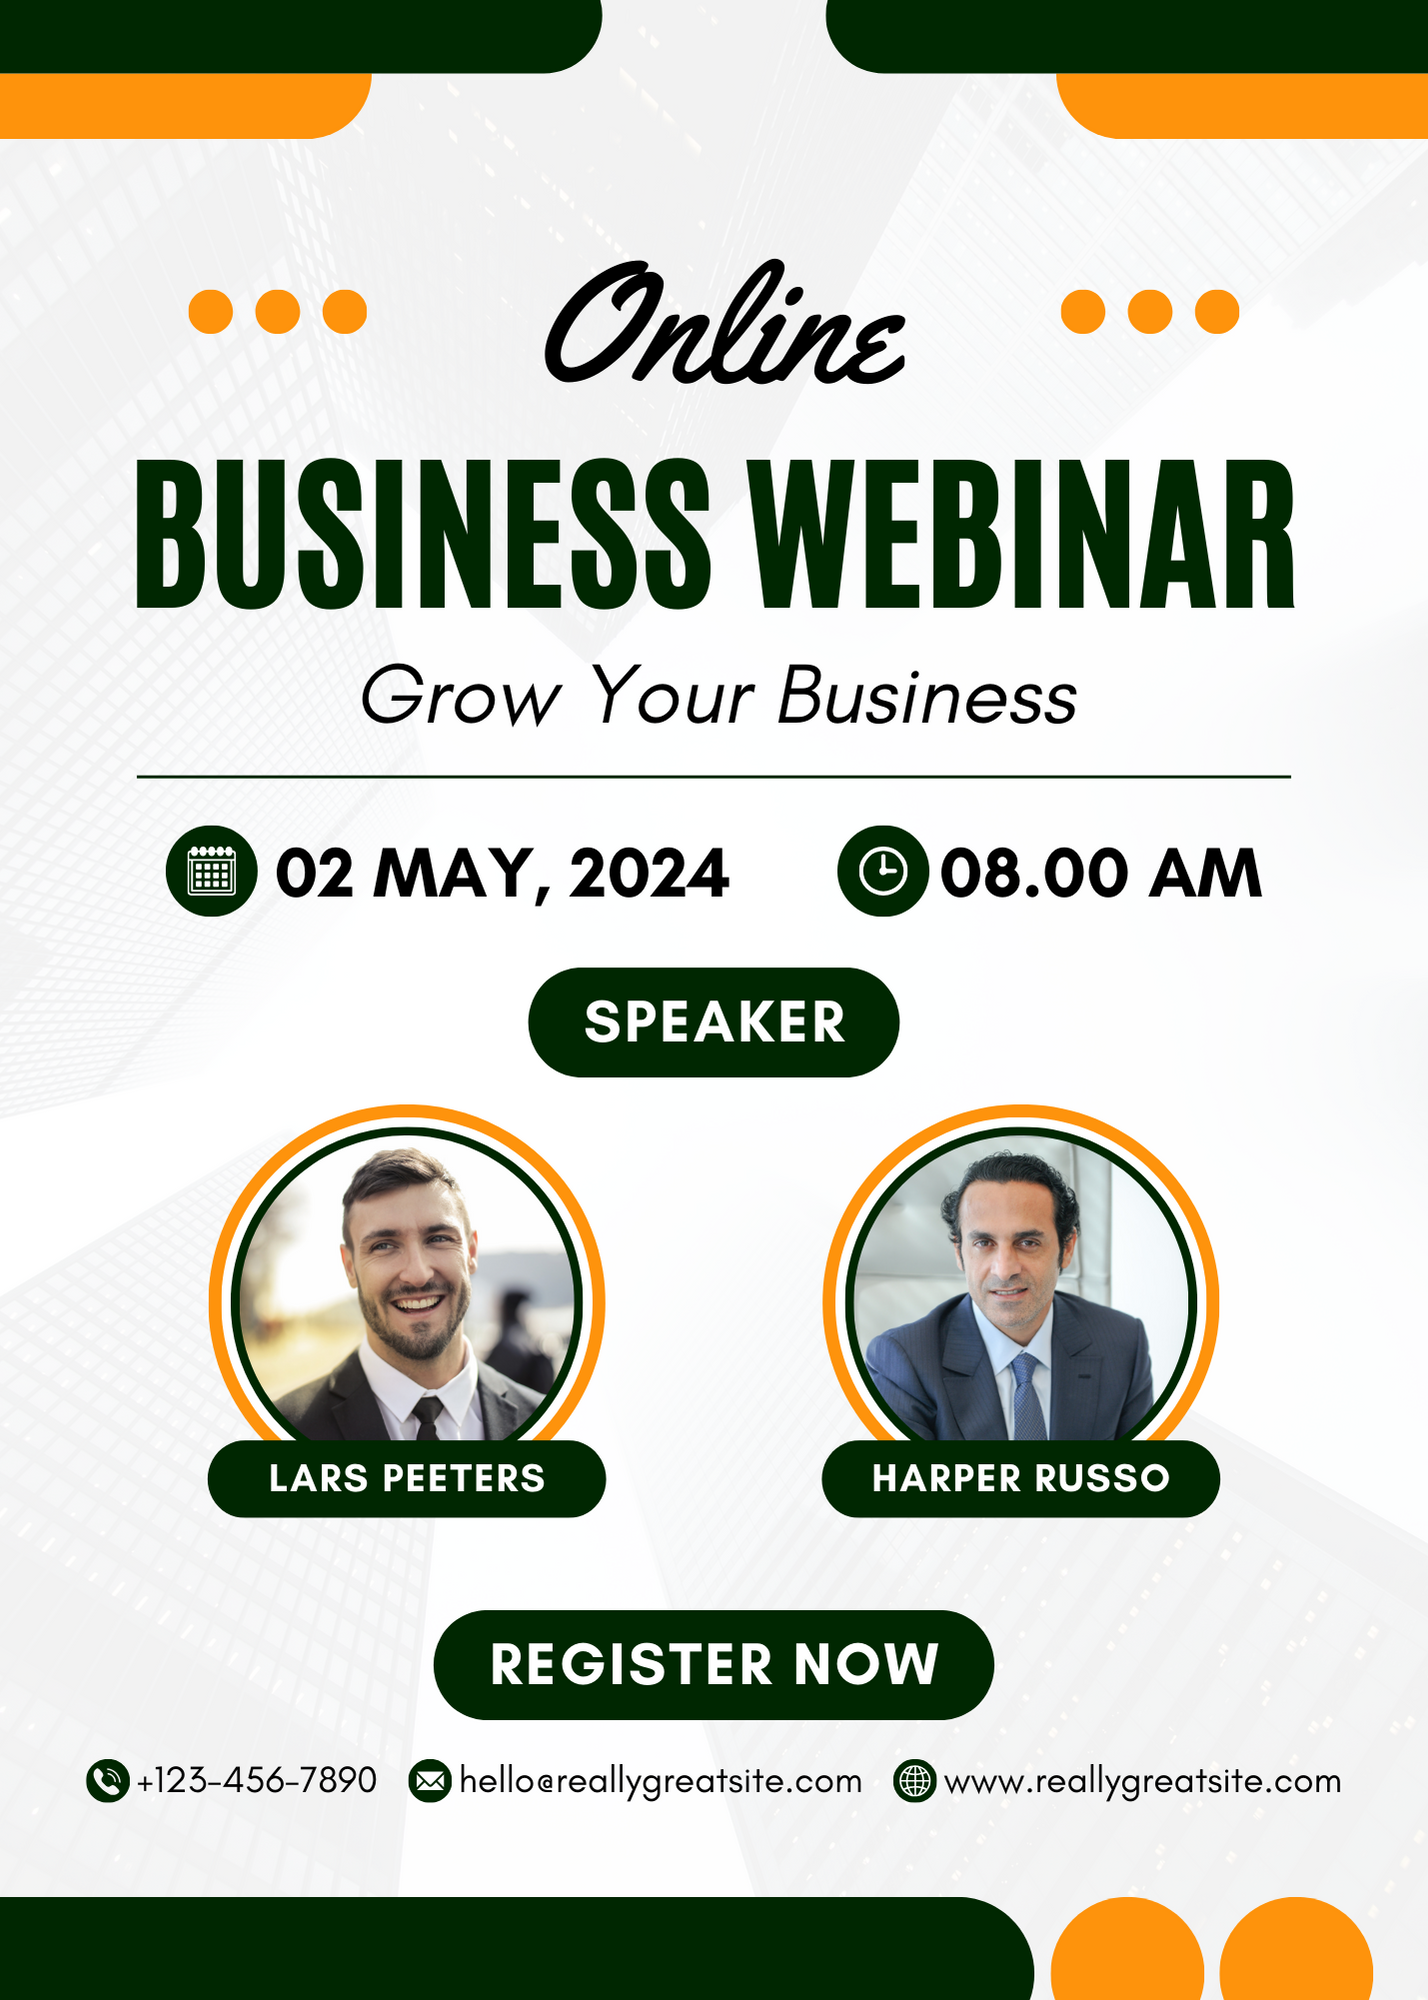 Online
BUSINESS WEBINAR
Grow Your Business
02 MAY, 2024
08.00 AM
SPEAKER
LARS PEETERS
HARPER RUSSO
REGISTER NOW
+123-456-7890
hello@reallygreatsite.com
www.reallygreatsite.com